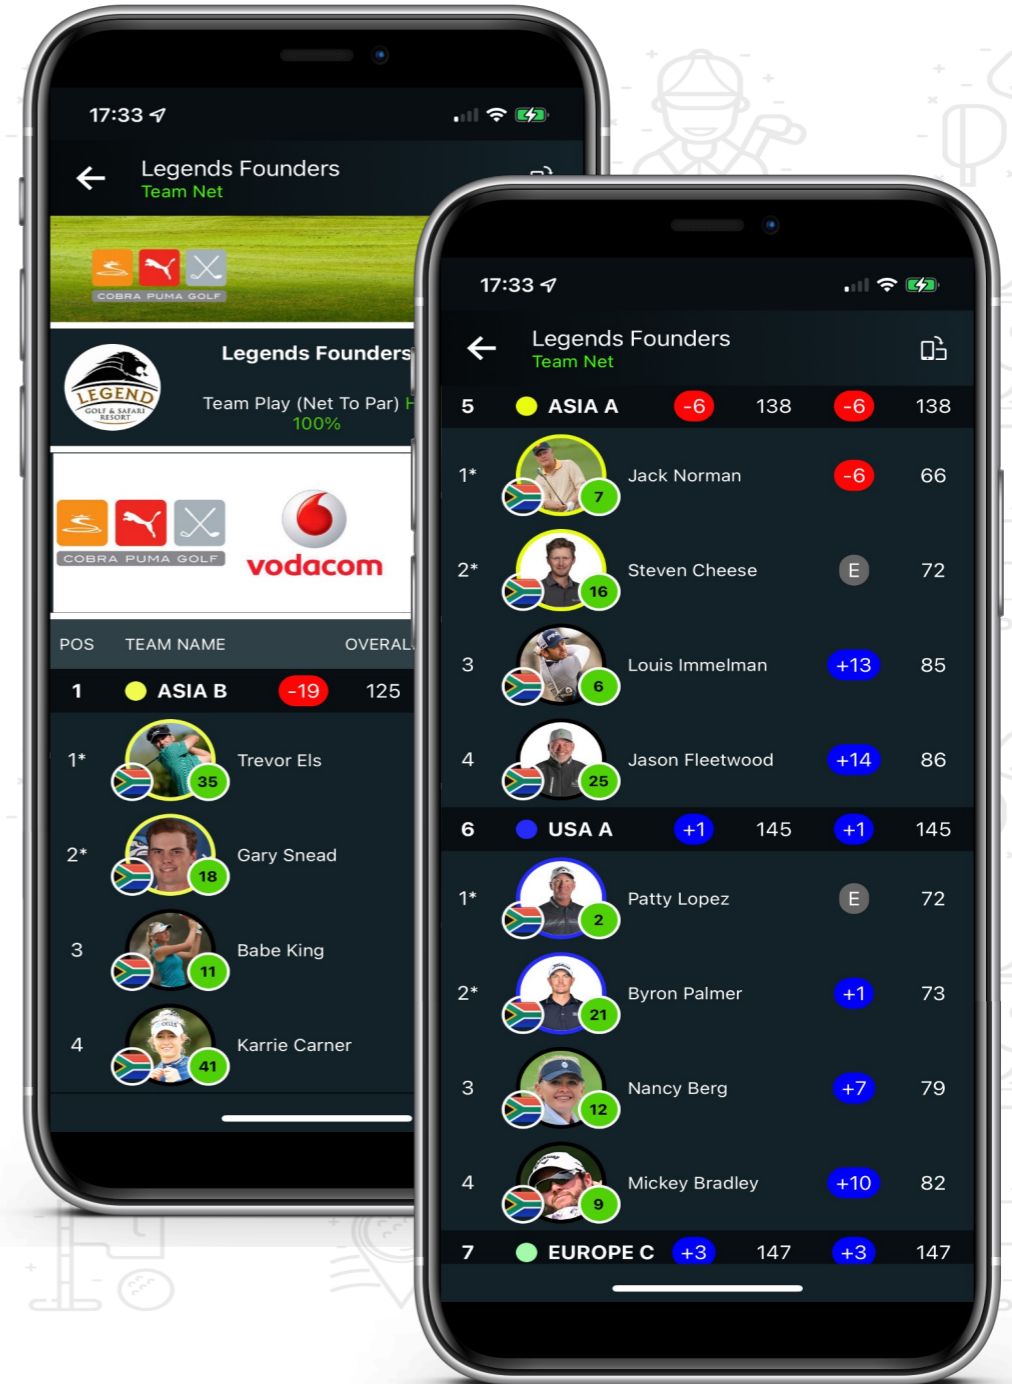 17:33
Legends Founders
Team Net
COBRA PUMA GOLF
LEGEND
GOLF & SAFARI
RESORT
Legends Founders
Team Play (Net To Par)
100%
COBRA PUMA GOLF
vodacom
POS TEAM NAME OVERAL
1 ASIA B -19 125
1* Trevor Els
35
2* Gary Snead
18
3 Babe King
11
4 Karrie Carner
41
17:33
Legends Founders
Team Net
5 ASIA A -6 138 -6 138
1* Jack Norman -6 66
7
2* Steven Cheese E 72
16
3 Louis Immelman +13 85
6
4 Jason Fleetwood +14 86
25
6 USA A +1 145 +1 145
1* Patty Lopez E 72
2
2* Byron Palmer +1 73
21
3 Nancy Berg +7 79
12
4 Mickey Bradley +10 82
9
7 EUROPE C +3 147 +3 147